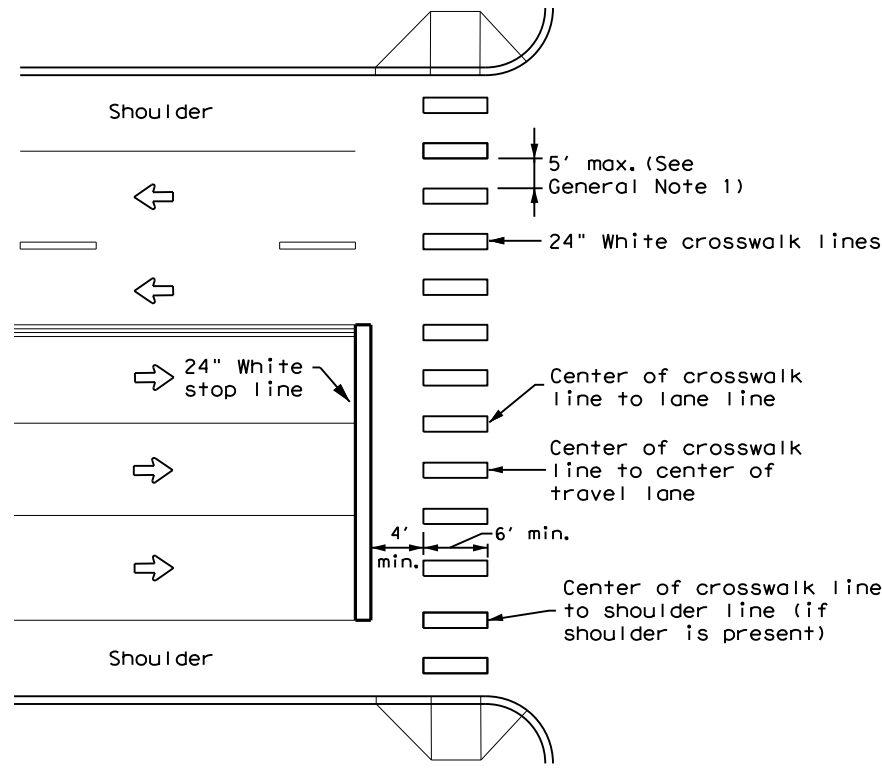 Shoulder
5' max. (See
General Note 1)
24" White crosswalk lines
24" White
stop line
Center of crosswalk
line to lane line
Center of crosswalk
line to center of
travel lane
4'
min.
6' min.
Center of crosswalk line
to shoulder line (if
shoulder is present)
Shoulder